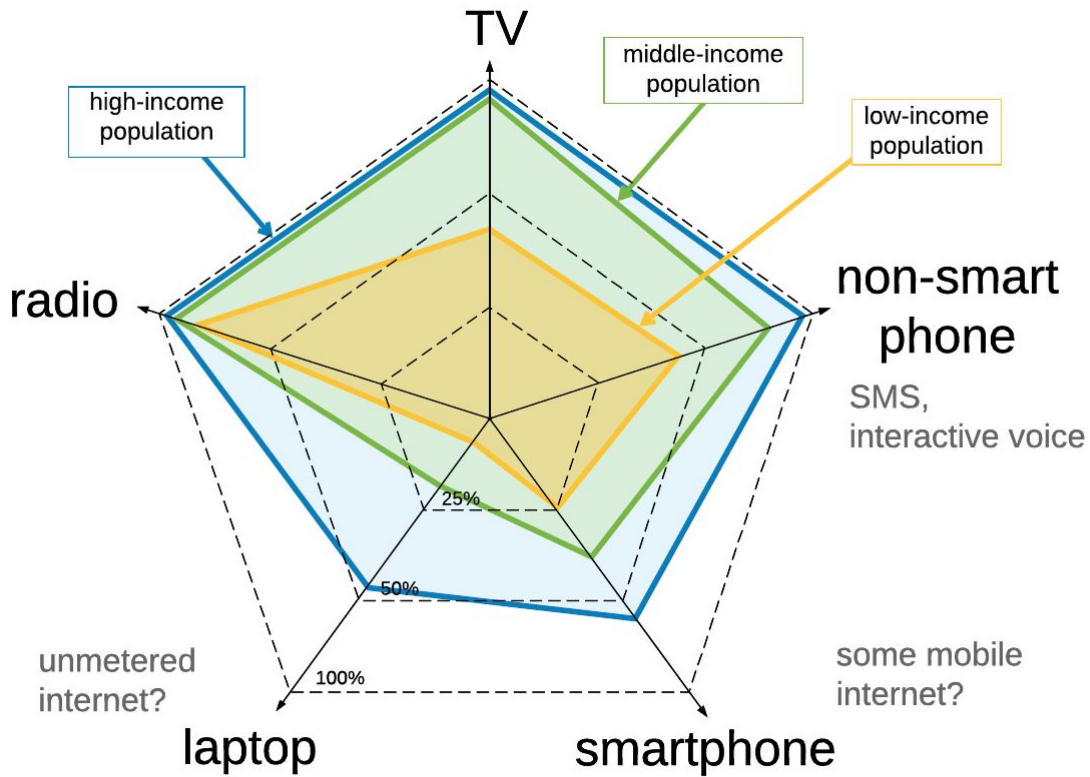 TV
high-income
population
middle-income
population
low-income
population
radio
non-smart
phone
SMS,
interactive voice
25%
50%
100%
unmetered
internet?
some mobile
internet?
laptop
smartphone